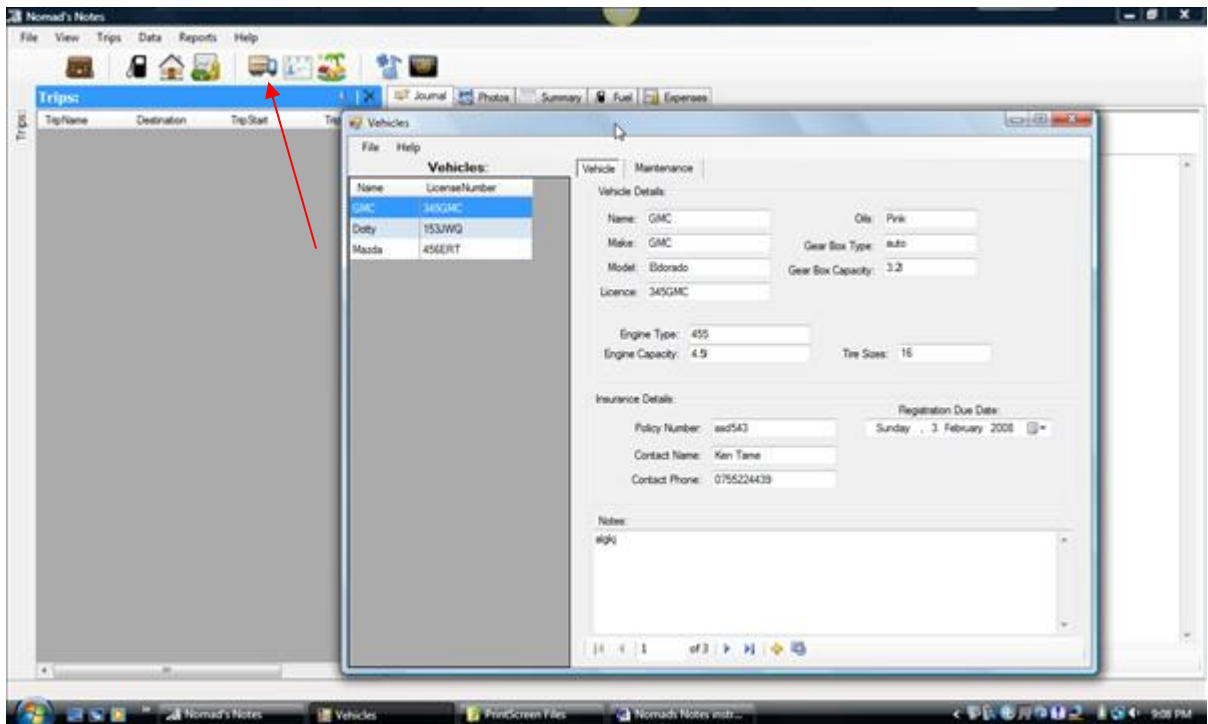 Nomad's Notes
File View Trips Data Reports Help
Trips:
Journal Photos Summary Fuel Expenses
Trips:
TripName Destination TripStart
Vehicles
File Help
Vehicles:
Name LicenseNumber
GMC 345GMC
Dotty 153JWQ
Mazda 456ERT
Vehicle Maintenance
Vehicle Details:
Name: GMC Oils: Pink
Make: GMC Gear Box Type: auto
Model: Eldorado Gear Box Capacity: 3.2l
Licence: 345GMC
Engine Type: 455
Engine Capacity: 4.5l Tire Sizes: 16
Insurance Details:
Registration Due Date:
Policy Number: asd543 Sunday , 3 February 2008
Contact Name: Ken Tame
Contact Phone: 0755224439
Notes:
1 of 3
Nomad's Notes Vehicles PrintScreen Files Nomads Notes instr... 9:08 PM